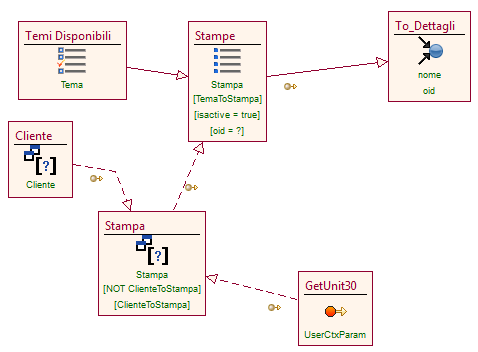 Temi Disponibili
Tema
Stampe
Stampa
[TemaToStampa]
[isactive = true]
[oid = ?]
To_Dettagli
nome
oid
Cliente
[?]
Cliente
Stampa
[?]
Stampa
[NOT ClienteToStampa]
[ClienteToStampa]
GetUnit30
UserCtxParam